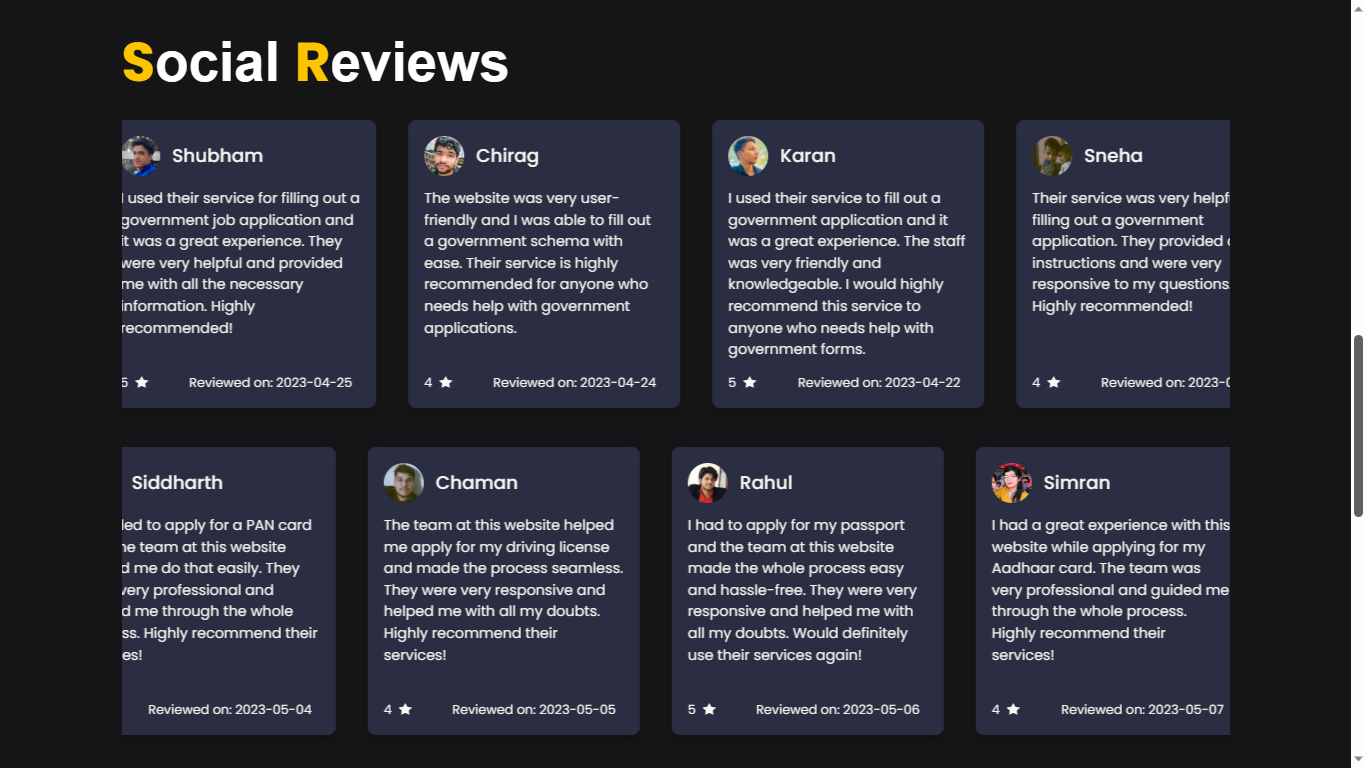 Social Reviews
Shubham
I used their service for filling out a
government job application and
it was a great experience. They
were very helpful and provided
me with all the necessary
information. Highly
recommended!
5
Reviewed on: 2023-04-25
Chirag
The website was very user-
friendly and I was able to fill out
a government schema with
ease. Their service is highly
recommended for anyone who
needs help with government
applications.
4
Reviewed on: 2023-04-24
Karan
I used their service to fill out a
government application and it
was a great experience. The staff
was very friendly and
knowledgeable. I would highly
recommend this service to
anyone who needs help with
government forms.
5
Reviewed on: 2023-04-22
Sneha
Their service was very
filling out a government
application. They provided
instructions and were very
responsive to my questions.
Highly recommended!
4
Reviewed on:
Siddharth
to apply for a PAN card
team at this website
me do that easily. They
very professional and
me through the whole
Highly recommend their
Reviewed on: 2023-05-04
Chaman
The team at this website helped
me apply for my driving license
and made the process seamless.
They were very responsive and
helped me with all my doubts.
Highly recommend their
services!
4
Reviewed on: 2023-05-05
Rahul
I had to apply for my passport
and the team at this website
made the whole process easy
and hassle-free. They were very
responsive and helped me with
all my doubts. Would definitely
use their services again!
5
Reviewed on: 2023-05-06
Simran
I had a great experience with this
website while applying for my
Aadhaar card. The team was
very professional and guided me
through the whole process.
Highly recommend their
services!
4
Reviewed on: 2023-05-07